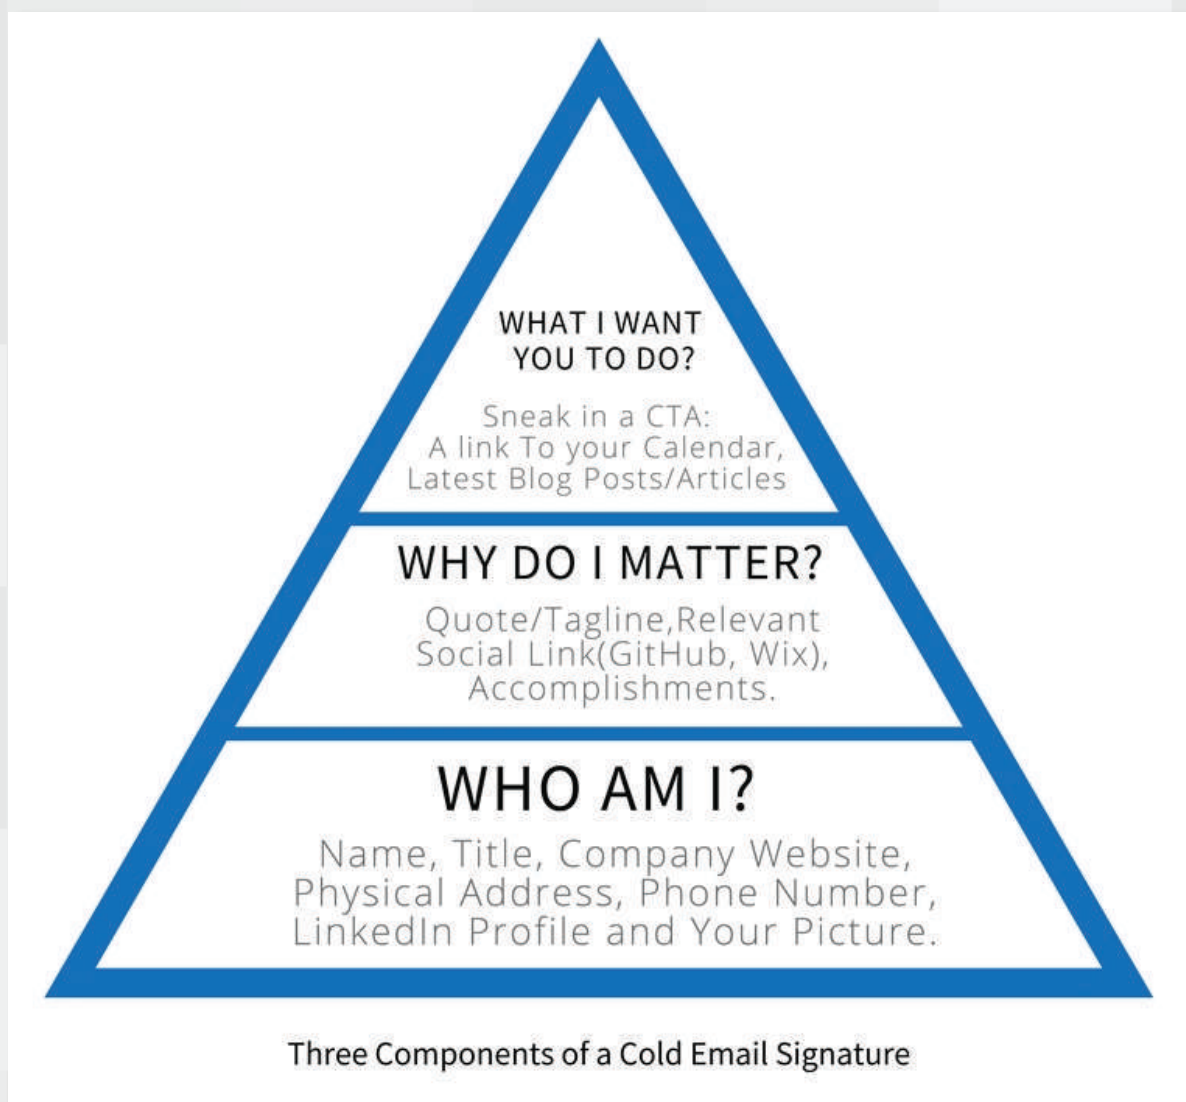 WHAT I WANT
YOU TO DO?
Sneak in a CTA:
A link To your Calendar,
Latest Blog Posts/Articles
WHY DO I MATTER?
Quote/Tagline,Relevant
Social Link(GitHub, Wix),
Accomplishments.
WHO AM I?
Name, Title, Company Website,
Physical Address, Phone Number,
LinkedIn Profile and Your Picture.
Three Components of a Cold Email Signature